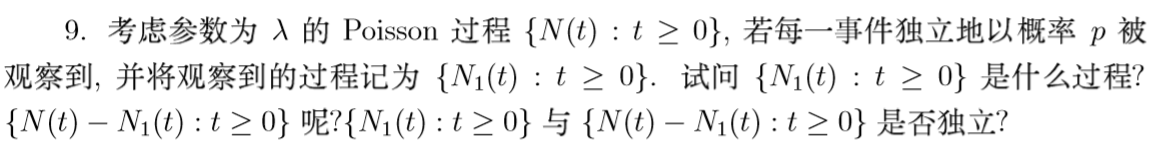 9. 考虑参数为 λ 的 Poisson 过程 {N(t) : t ≥ 0}, 若每一事件独立地以概率 p 被
观察到, 并将观察到的过程记为 {N₁(t) : t ≥ 0}. 试问 {N₁(t) : t ≥ 0} 是什么过程?
{N(t) − N₁(t) : t ≥ 0} 呢?{N₁(t) : t ≥ 0} 与 {N(t) − N₁(t) : t ≥ 0} 是否独立?